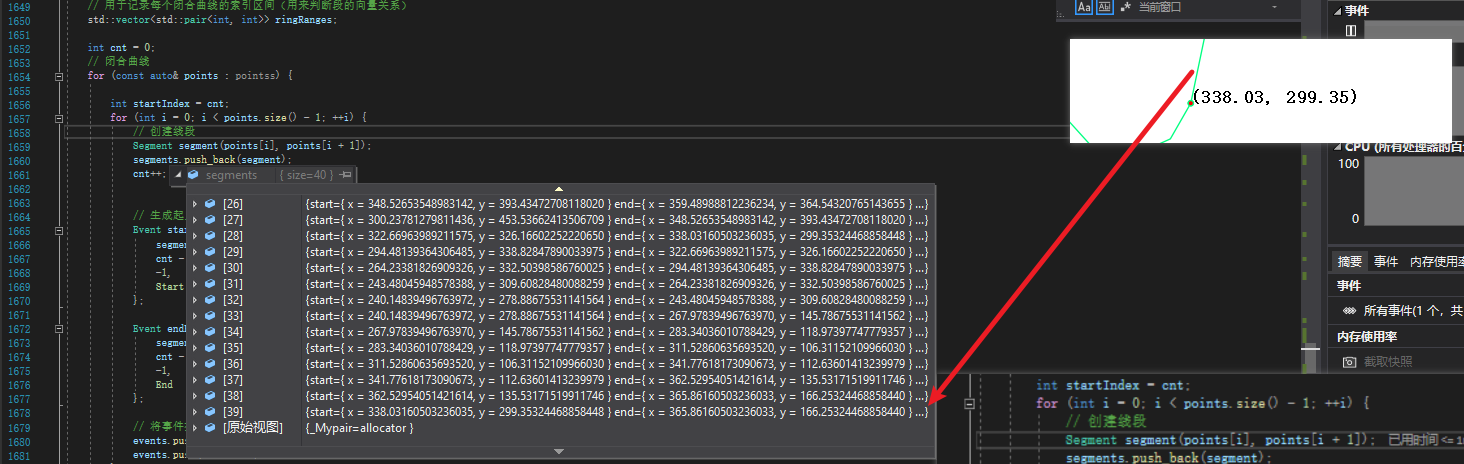 1649 // 用于记录每个闭合曲线的索引区间（用来判断段的向量关系）
1650 std::vector<std::pair<int, int>> ringRanges;
1651
1652 int cnt = 0;
1653 // 闭合曲线
1654 for (const auto& points : pointss) {
1655
1656 int startIndex = cnt;
1657 for (int i = 0; i < points.size() - 1; ++i) {
1658 // 创建线段
1659 Segment segment(points[i], points[i + 1]);
1660 segments.push_back(segment);
1661 cnt++;
segments { size=40 }
1662
[26] {start={ x = 348.52653548983142, y = 393.43472708118020 } end={ x = 359.48988812236234, y = 364.54320765143655 } ...}
1663
[27] {start={ x = 300.23781279811436, y = 453.53662413506709 } end={ x = 348.52653548983142, y = 393.43472708118020 } ...}
1664 // 生成起
[28] {start={ x = 322.66963989211575, y = 326.16602252220650 } end={ x = 338.03160503236035, y = 299.35324468858448 } ...}
1665 Event star
[29] {start={ x = 294.48139364306485, y = 338.82847890033975 } end={ x = 322.66963989211575, y = 326.16602252220650 } ...}
1666 segmen
[30] {start={ x = 264.23381826909326, y = 332.50398586760025 } end={ x = 294.48139364306485, y = 338.82847890033975 } ...}
1667 cnt -
[31] {start={ x = 243.48045948578388, y = 309.60828480088259 } end={ x = 264.23381826909326, y = 332.50398586760025 } ...}
1668 -1,
1669 Start
[32] {start={ x = 240.14839496763972, y = 278.88675531141564 } end={ x = 243.48045948578388, y = 309.60828480088259 } ...}
1670 };
[33] {start={ x = 240.14839496763972, y = 278.88675531141564 } end={ x = 267.97839496763970, y = 145.78675531141562 } ...}
1671
[34] {start={ x = 267.97839496763970, y = 145.78675531141562 } end={ x = 283.34036010788429, y = 118.97397477779357 } ...}
1672 Event endE
[35] {start={ x = 283.34036010788429, y = 118.97397477779357 } end={ x = 311.52860635693520, y = 106.31152109966030 } ...}
1673 segmen
[36] {start={ x = 311.52860635693520, y = 106.31152109966030 } end={ x = 341.77618173090673, y = 112.63601413239979 } ...}
1674 cnt -
[37] {start={ x = 341.77618173090673, y = 112.63601413239979 } end={ x = 362.52954051421614, y = 135.53171519911746 } ...}
1675 -1,
1676 End
[38] {start={ x = 362.52954051421614, y = 135.53171519911746 } end={ x = 365.86160503236033, y = 166.25324468858440 } ...}
1677 };
[39] {start={ x = 338.03160503236035, y = 299.35324468858448 } end={ x = 365.86160503236033, y = 166.25324468858440 } ...}
1678
[原始视图] {_Mypair=allocator }
1679 // 将事件
1680 events.pus
1681 events.pus
Aa Ab .* 当前窗口
(338.03, 299.35)
事件
CPU (所有处理器的百
100
0
摘要 事件 内存使用率
事件
所有事件(1 个，共
内存使用率
截取快照
int startIndex = cnt;
for (int i = 0; i < points.size() - 1; ++i) {
// 创建线段
Segment segment(points[i], points[i + 1]); 已用时间 <= 1
segments.push_back(segment);